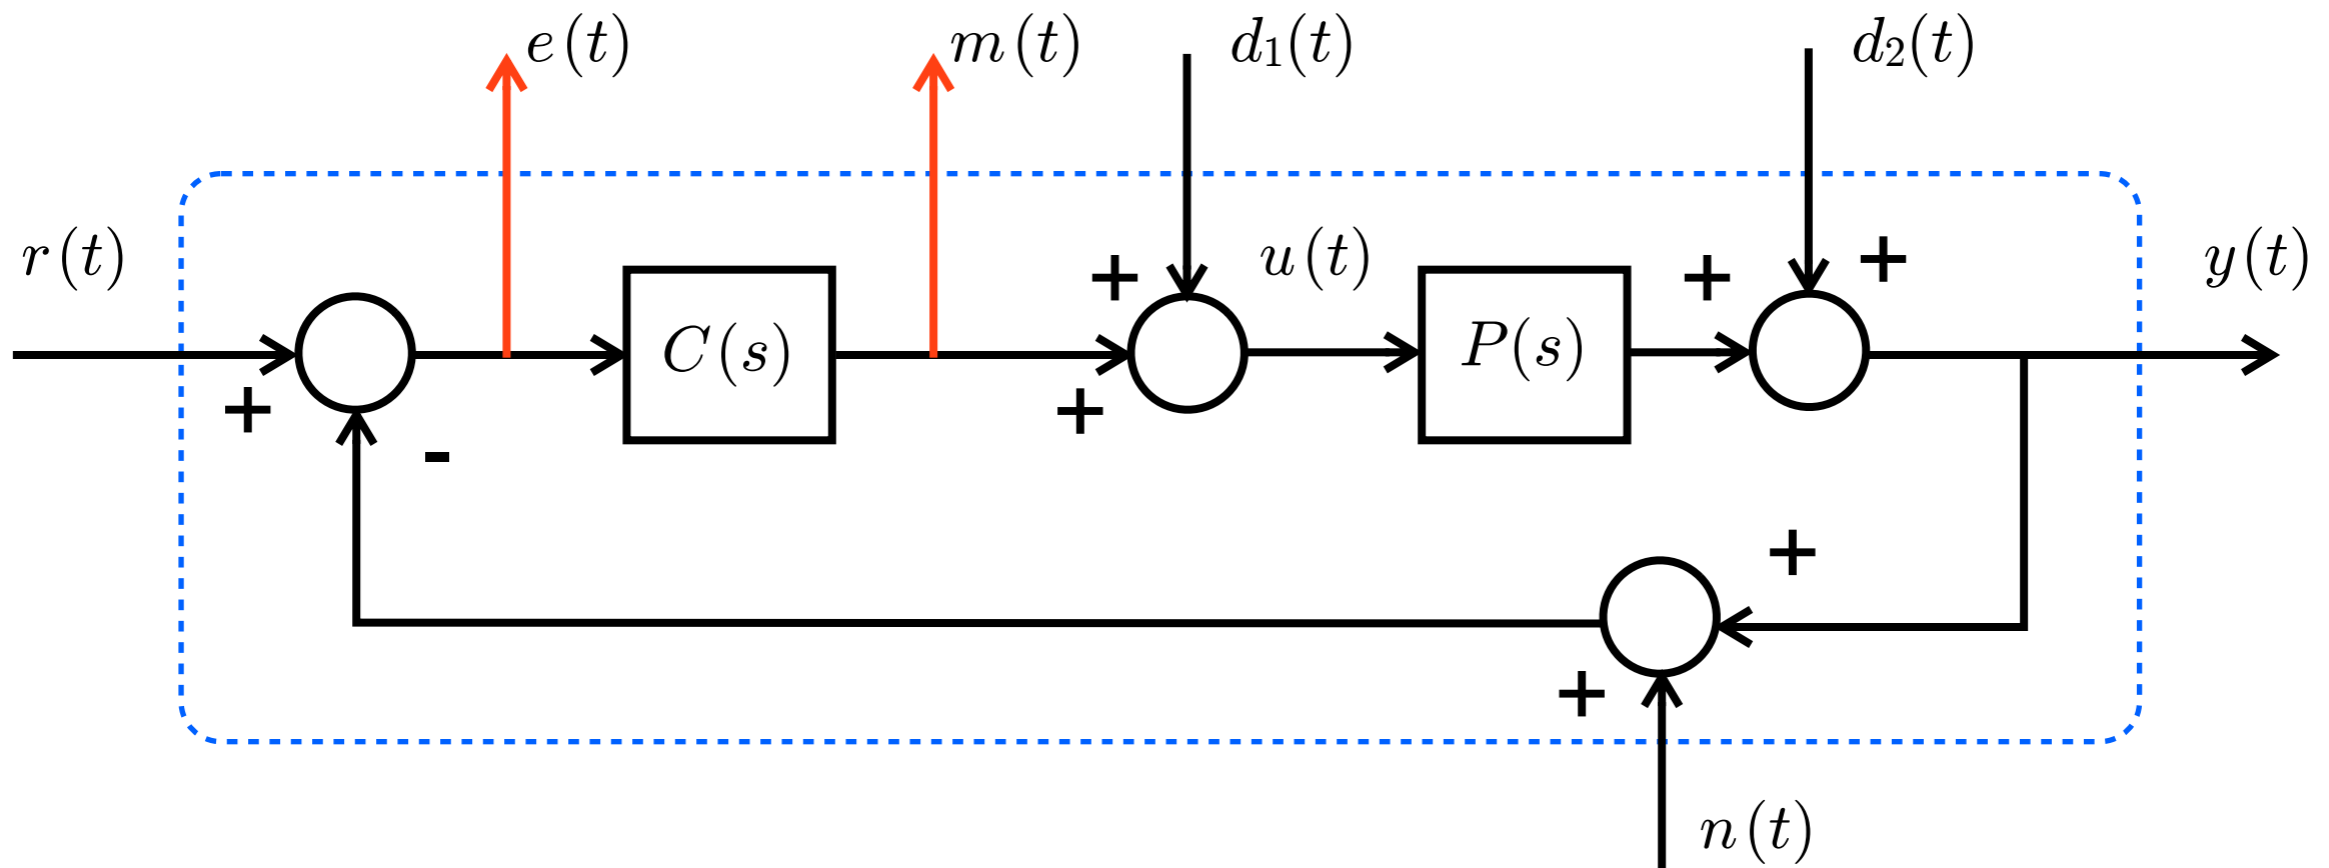 e(t)
m(t)
d₁(t)
d₂(t)
r(t)
+
-
C(s)
+
+
u(t)
P(s)
+
+
y(t)
+
+
n(t)